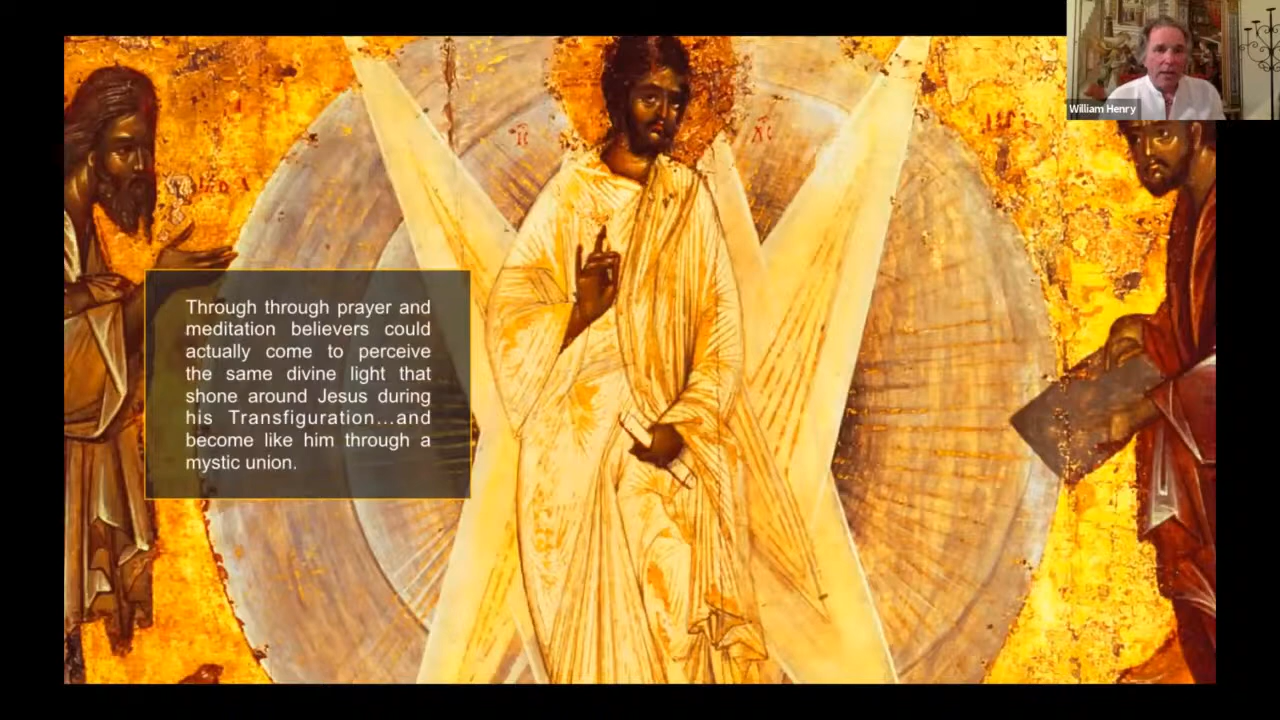 William Henry
Through through prayer and
meditation believers could
actually come to perceive
the same divine light that
shone around Jesus during
his Transfiguration...and
become like him through a
mystic union.